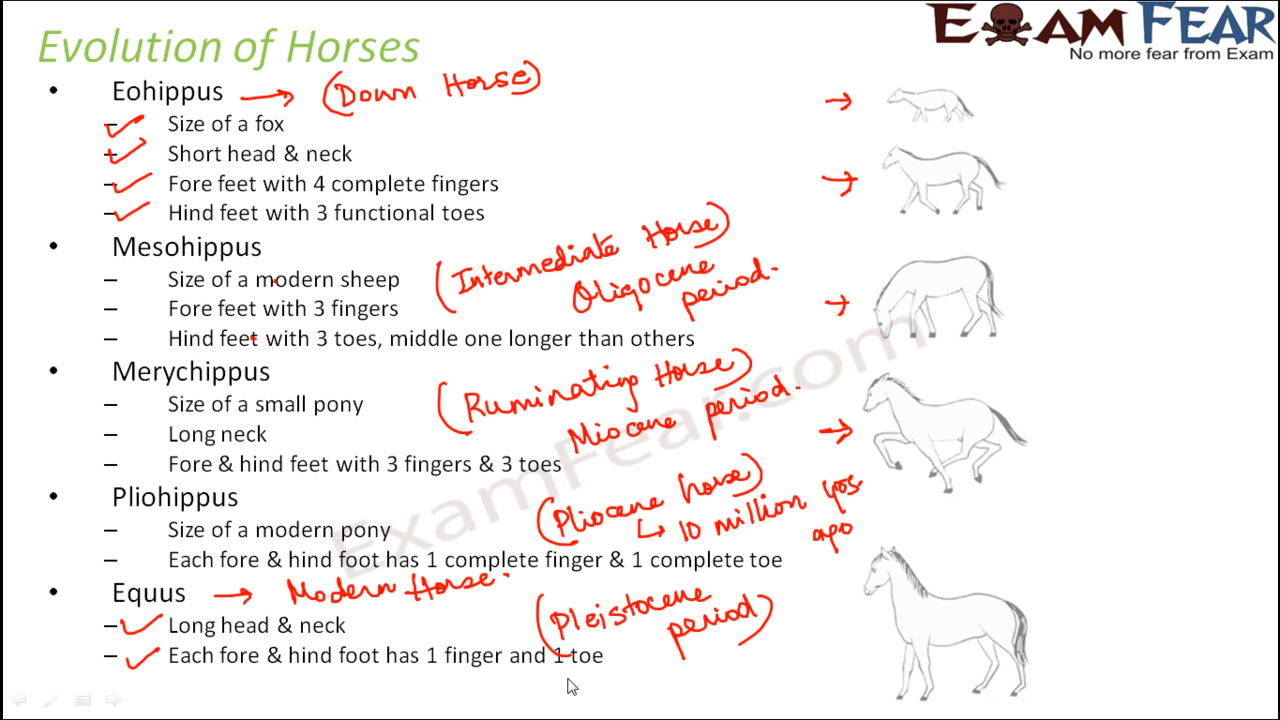 Evolution of Horses
EXAM FEAR
No more fear from Exam
• Eohippus → (Down Horse)
– Size of a fox
– Short head & neck
– Fore feet with 4 complete fingers
– Hind feet with 3 functional toes
• Mesohippus
(Intermediate Horse)
– Size of a modern sheep
Oligocene period.
– Fore feet with 3 fingers
– Hind feet with 3 toes, middle one longer than others
• Merychippus
(Ruminating Horse)
– Size of a small pony
Miocene period.
– Long neck
– Fore & hind feet with 3 fingers & 3 toes
• Pliohippus
(Pliocene horse)
↳ 10 million yrs. ago
– Size of a modern pony
– Each fore & hind foot has 1 complete finger & 1 complete toe
• Equus → Modern Horse.
(Pleistocene period)
– Long head & neck
– Each fore & hind foot has 1 finger and 1 toe
ExamFear.com